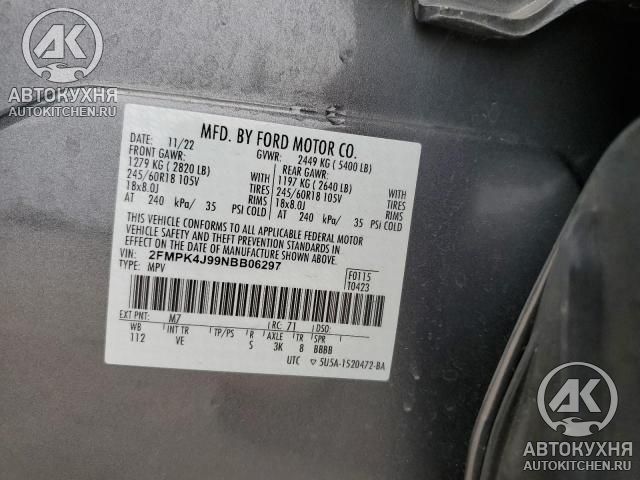 АК
АВТОКУХНЯ
AUTOKITCHEN.RU
MFD. BY FORD MOTOR CO.
DATE: 11/22 GVWR: 2449 KG (5400 LB)
FRONT GAWR: REAR GAWR:
1279 KG (2820 LB) WITH 1197 KG (2640 LB) WITH
245/60R18 105V TIRES 245/60R18 105V TIRES
18x8.0J RIMS 18x8.0J RIMS
AT 240 kPa/ 35 PSI COLD AT 240 kPa/ 35 PSI COLD
THIS VEHICLE CONFORMS TO ALL APPLICABLE FEDERAL MOTOR
VEHICLE SAFETY AND THEFT PREVENTION STANDARDS IN
EFFECT ON THE DATE OF MANUFACTURE SHOWN ABOVE.
VIN: 2FMPK4J99NBB06297
TYPE: MPV
F0115
T0423
EXT PNT: M7 RC: 71 DSO:
WB INT TR TP/PS R AXLE TR SPR
112 VE S 3K 8 BBBB
UTC ▽ 5U5A-1520472-BA
АК
АВТОКУХНЯ
AUTOKITCHEN.RU